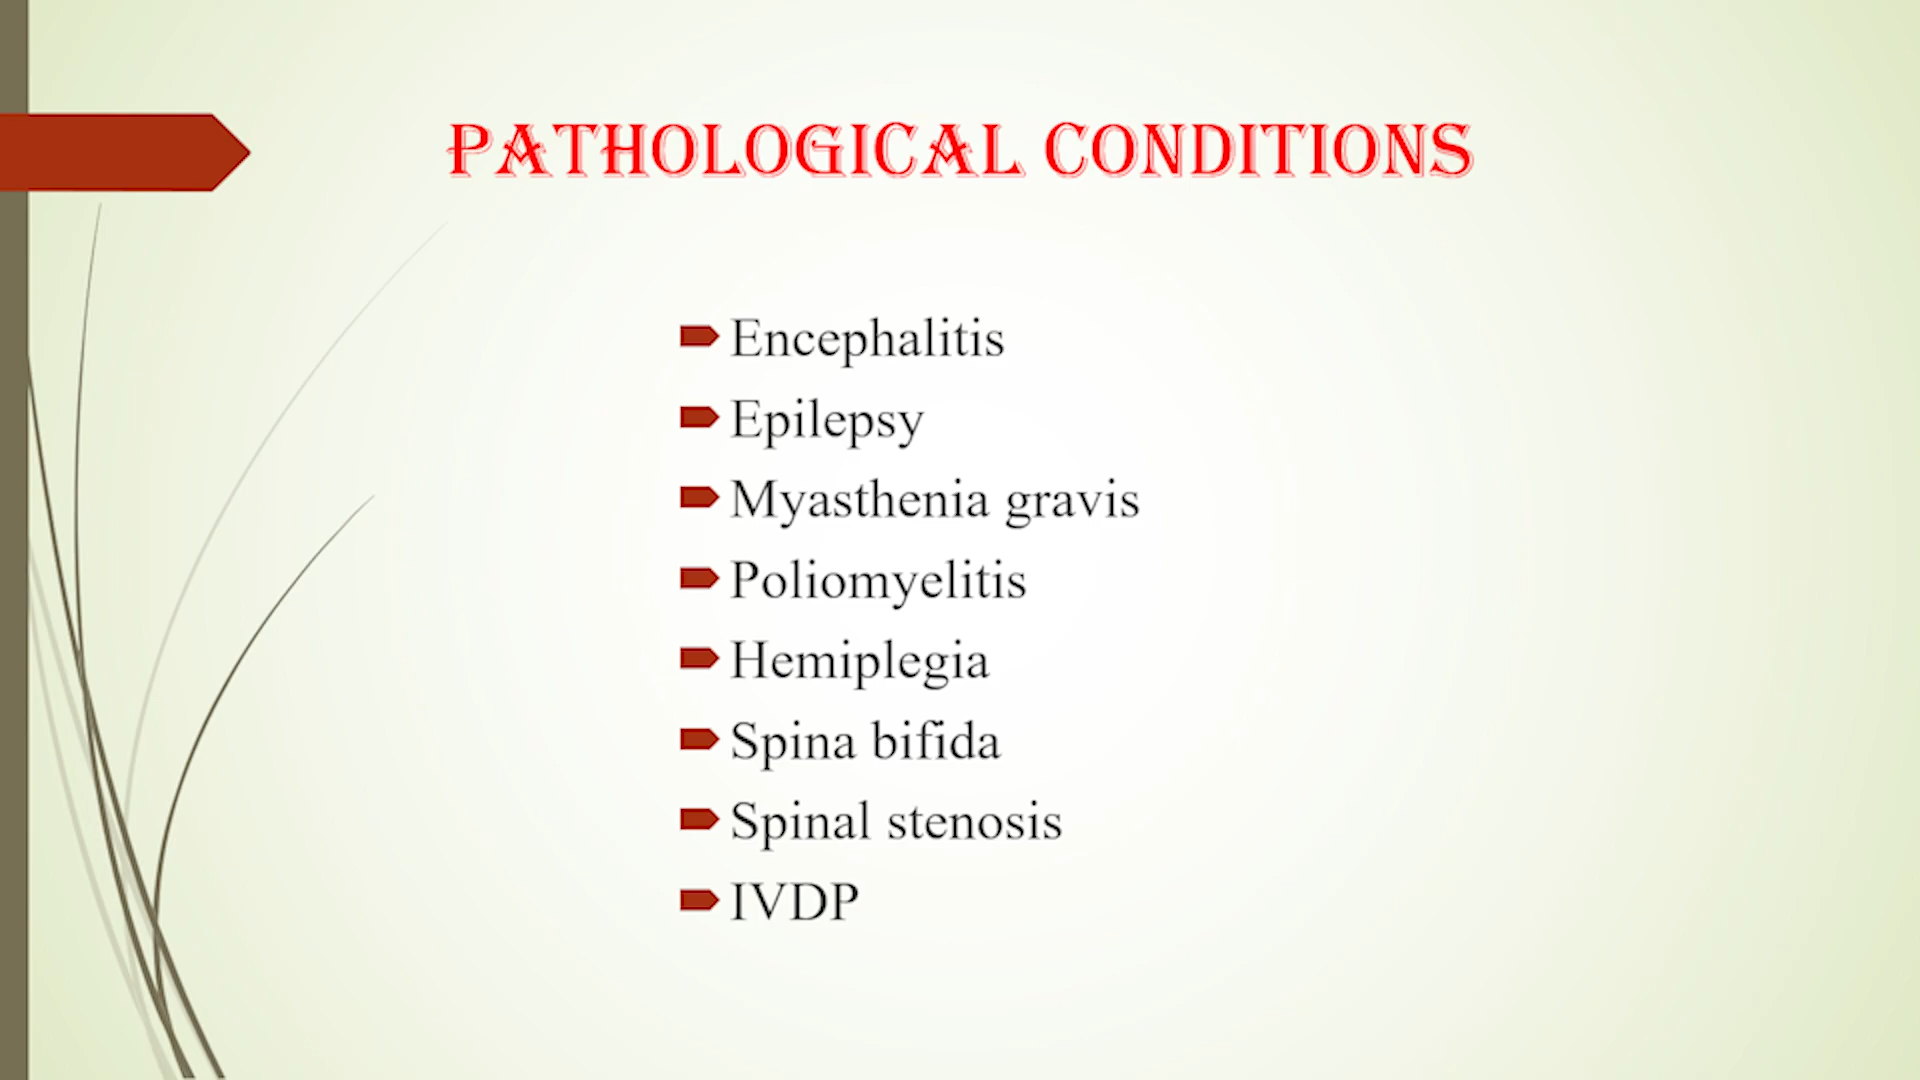 PATHOLOGICAL CONDITIONS
Encephalitis
Epilepsy
Myasthenia gravis
Poliomyelitis
Hemiplegia
Spina bifida
Spinal stenosis
IVDP